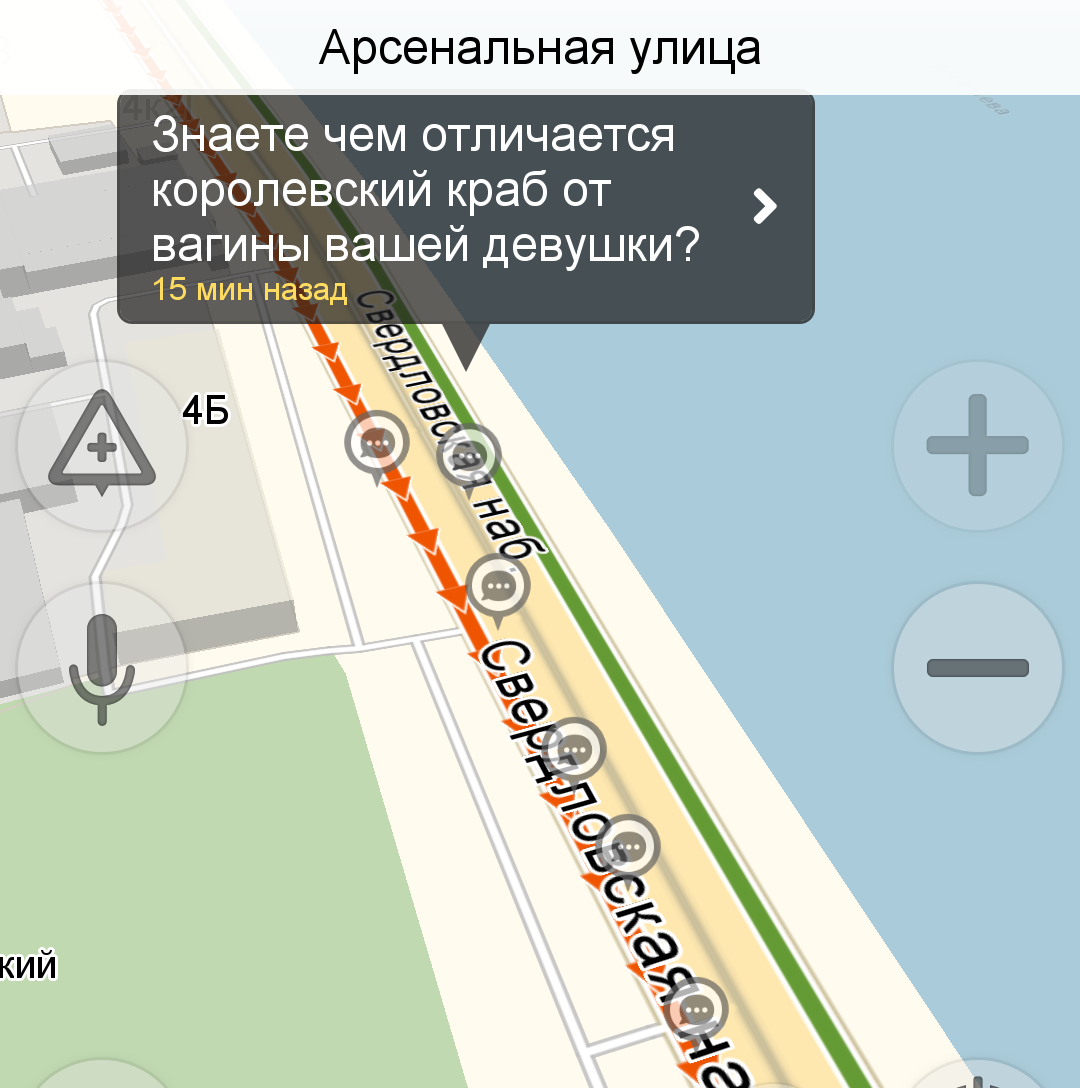 Арсенальная улица
Знаете чем отличается
королевский краб от
вагины вашей девушки?
15 мин назад
Свердловская наб.
4Б
Свердловская на
кий